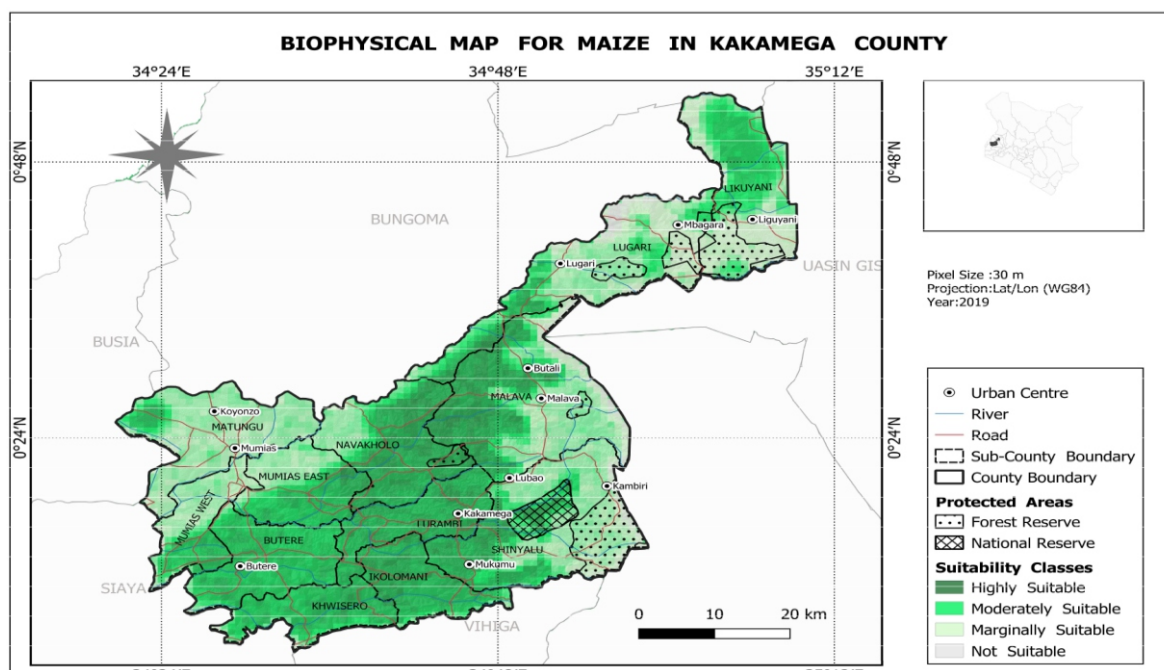 BIOPHYSICAL MAP FOR MAIZE IN KAKAMEGA COUNTY
34°24′E
34°48′E
35°12′E
0°48′N
0°48′N
LIKUYANI
BUNGOMA
Mbagara
Liguyani
LUGARI
Lugari
UASIN GIS
Pixel Size :30 m
Projection:Lat/Lon (WG84)
Year:2019
BUSIA
Butali
MALAVA
Malava
Koyonzo
MATUNGU
0°24′N
0°24′N
NAVAKHOLO
Mumias
MUMIAS EAST
Lubao
Kambiri
MUMIAS WEST
Kakamega
LURAMBI
BUTERE
SHINYALU
Butere
Mukumu
IKOLOMANI
SIAYA
KHWISERO
VIHIGA
0 10 20 km
Urban Centre
River
Road
Sub-County Boundary
County Boundary
Protected Areas
Forest Reserve
National Reserve
Suitability Classes
Highly Suitable
Moderately Suitable
Marginally Suitable
Not Suitable